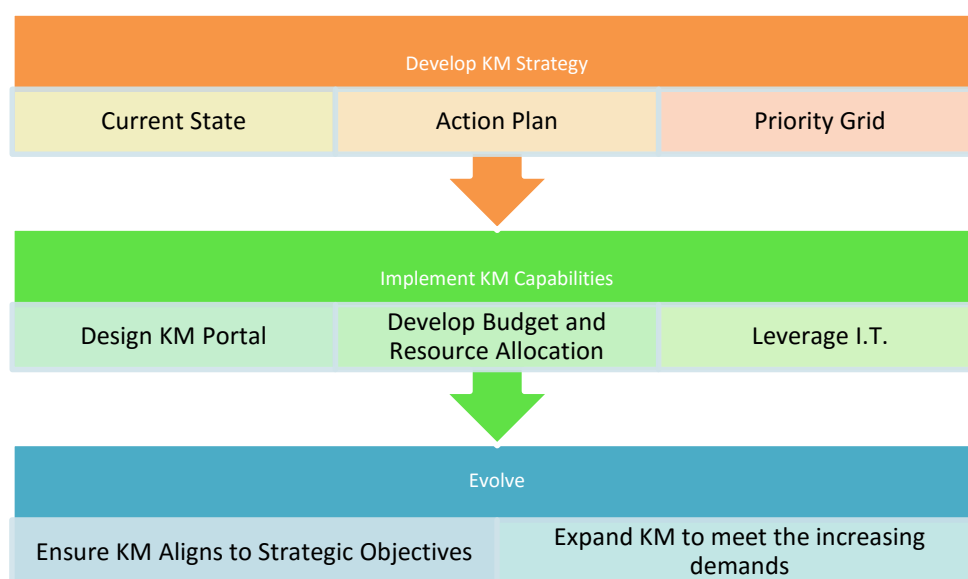 Develop KM Strategy
Current State
Action Plan
Priority Grid
Implement KM Capabilities
Design KM Portal
Develop Budget and
Resource Allocation
Leverage I.T.
Evolve
Ensure KM Aligns to Strategic Objectives
Expand KM to meet the increasing
demands